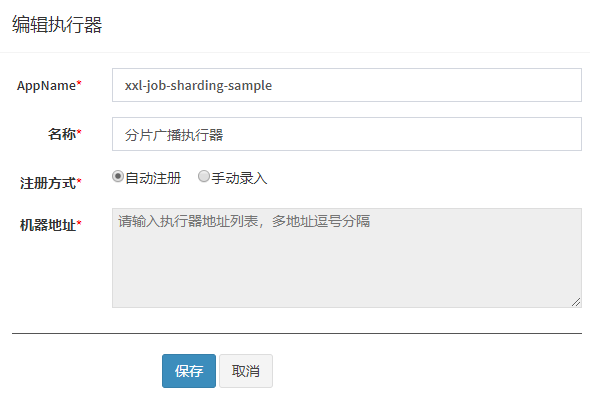 编辑执行器
AppName* xxl-job-sharding-sample
名称* 分片广播执行器
注册方式* 自动注册 手动录入
机器地址* 请输入执行器地址列表，多地址逗号分隔
保存 取消